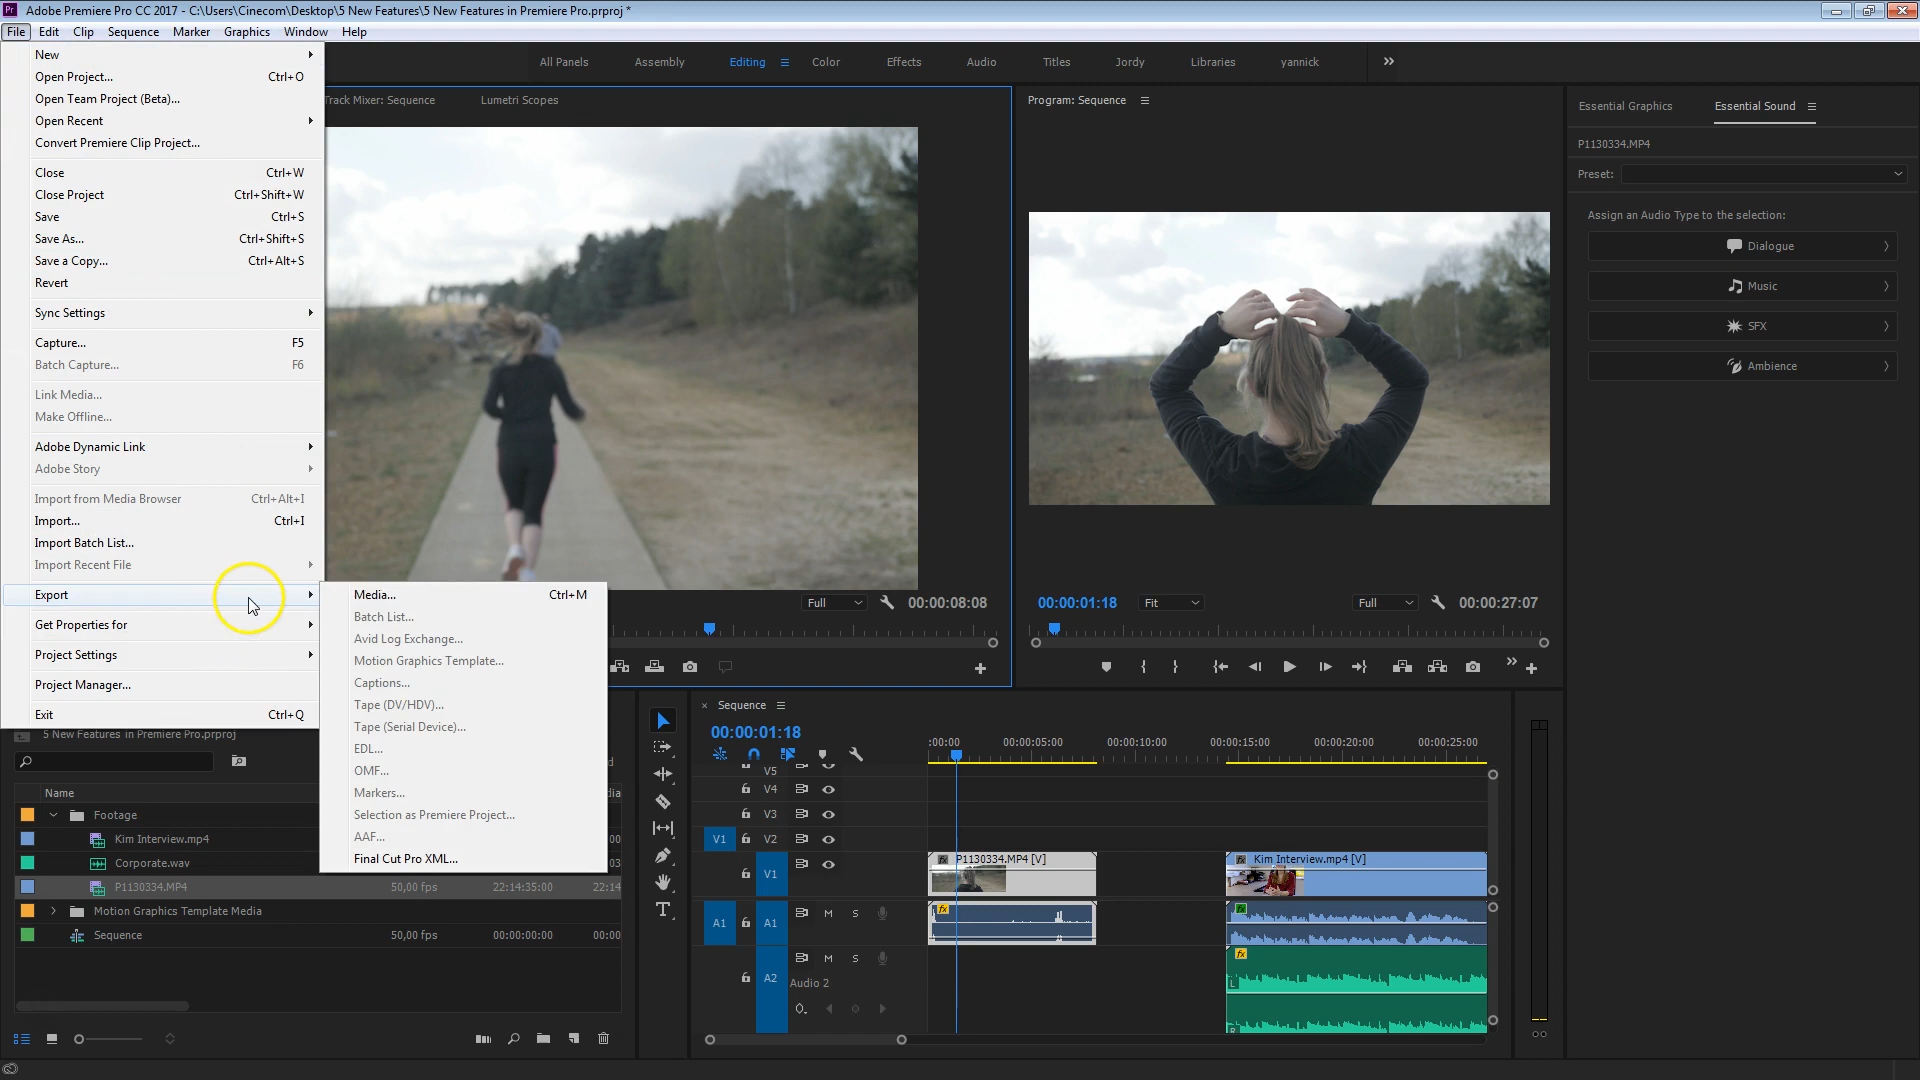 Adobe Premiere Pro CC 2017 - C:\Users\Cinecom\Desktop\5 New Features\5 New Features in Premiere Pro.prproj *
File Edit Clip Sequence Marker Graphics Window Help
All Panels Assembly Editing Color Effects Audio Titles Jordy Libraries yannick
New
Open Project... Ctrl+O
Open Team Project (Beta)...
Open Recent
Convert Premiere Clip Project...
Close Ctrl+W
Close Project Ctrl+Shift+W
Save Ctrl+S
Save As... Ctrl+Shift+S
Save a Copy... Ctrl+Alt+S
Revert
Sync Settings
Capture... F5
Batch Capture... F6
Link Media...
Make Offline...
Adobe Dynamic Link
Adobe Story
Import from Media Browser Ctrl+Alt+I
Import... Ctrl+I
Import Batch List...
Import Recent File
Export
Get Properties for
Project Settings
Project Manager...
Exit Ctrl+Q
Media... Ctrl+M
Batch List...
Avid Log Exchange...
Motion Graphics Template...
Captions...
Tape (DV/HDV)...
Tape (Serial Device)...
EDL...
OMF...
Markers...
Selection as Premiere Project...
AAF...
Final Cut Pro XML...
Track Mixer: Sequence Lumetri Scopes
Full 00:00:08:08
Program: Sequence
00:00:01:18 Fit Full 00:00:27:07
Essential Graphics Essential Sound
P1130334.MP4
Preset:
Assign an Audio Type to the selection:
Dialogue
Music
SFX
Ambience
5 New Features in Premiere Pro.prproj
Name
Footage
Kim Interview.mp4
Corporate.wav
P1130334.MP4 50,00 fps 22:14:35:00 22:14
Motion Graphics Template Media
Sequence 50,00 fps 00:00:00:00 00:00
Sequence
00:00:01:18
:00:00 00:00:05:00 00:00:10:00 00:00:15:00 00:00:20:00 00:00:25:00
V5
V4
V3
V1 V2
V1 fx P1130334.MP4 [V] fx Kim Interview.mp4 [V]
A1 A1 M S fx fx
A2 M S fx
Audio 2
L
R